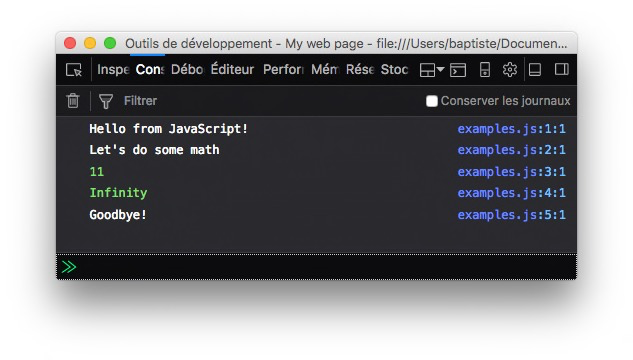 Outils de développement - My web page - file:///Users/baptiste/Documen...
Inspe Cons Débo Éditeur Perfor Mém Rése Stoc
Filtrer Conserver les journaux
Hello from JavaScript! examples.js:1:1
Let's do some math examples.js:2:1
11 examples.js:3:1
Infinity examples.js:4:1
Goodbye! examples.js:5:1